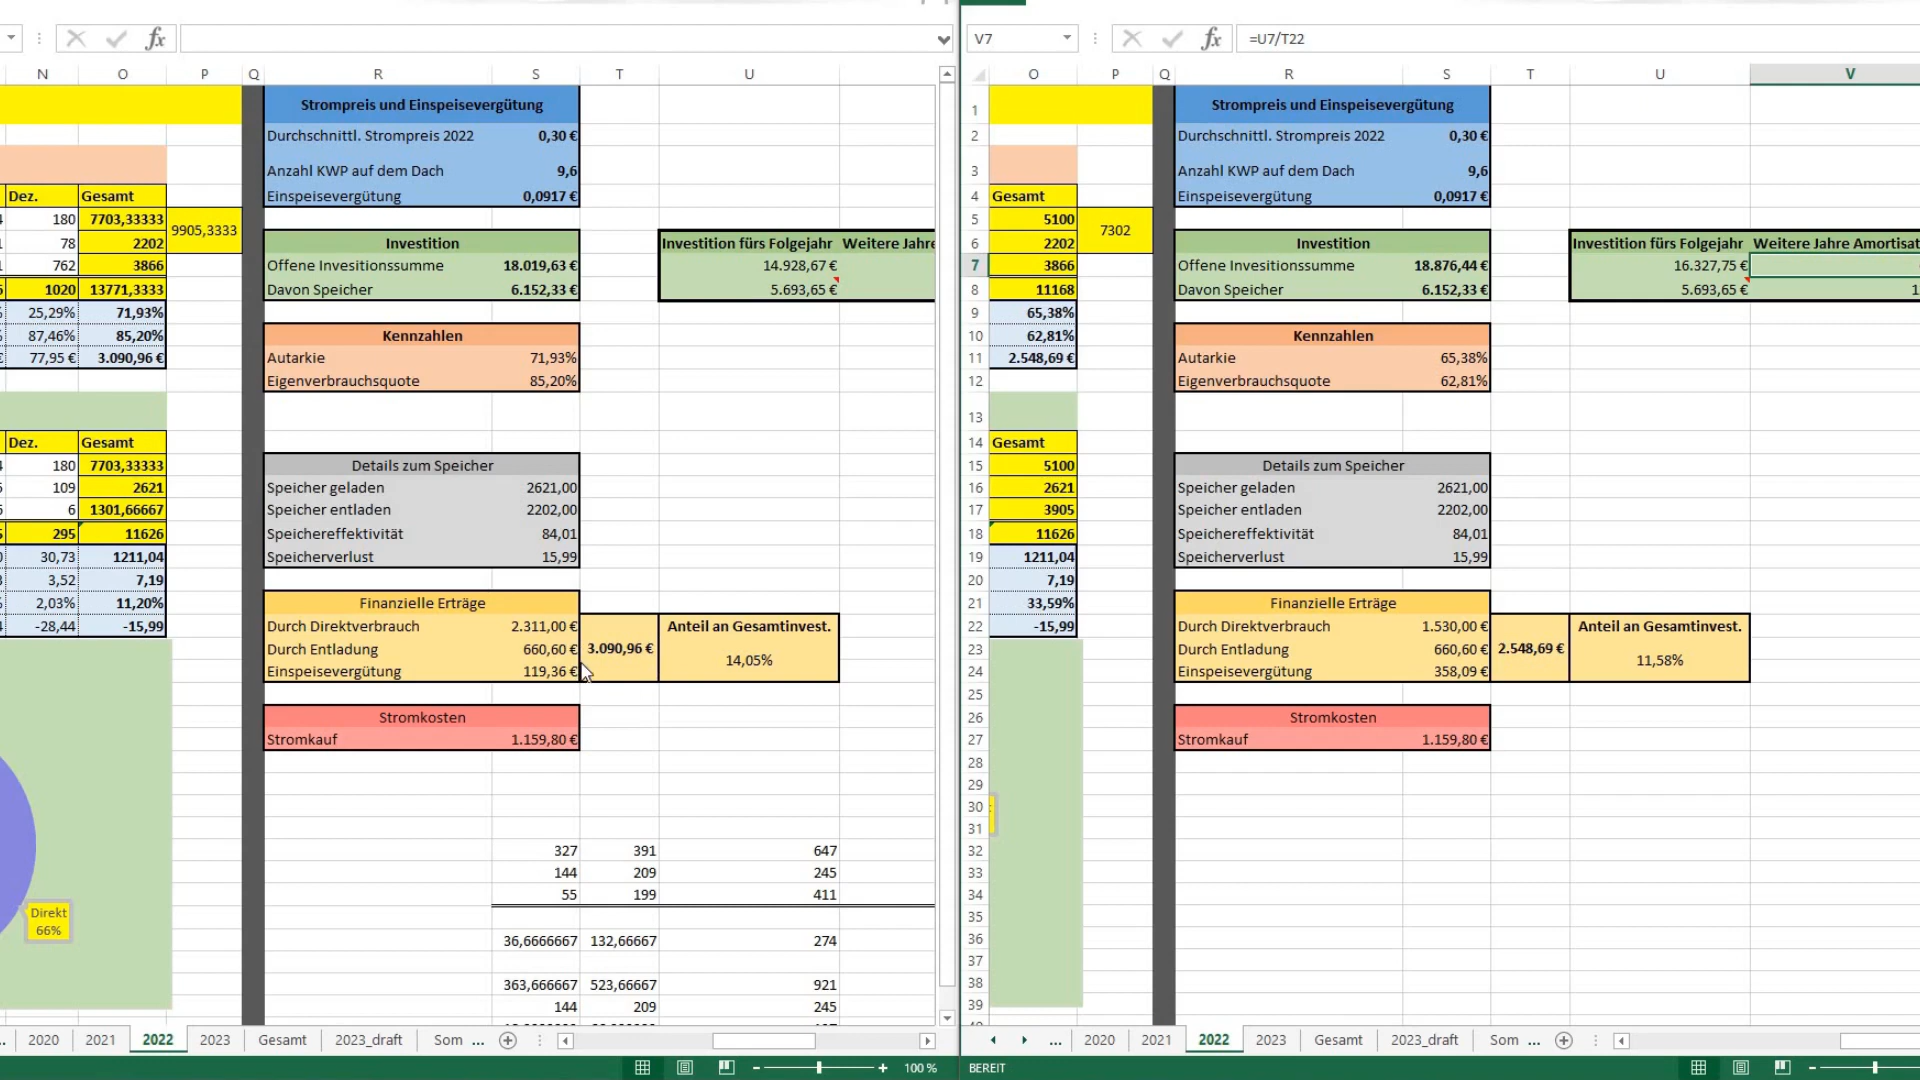 fx
V7
fx
=U7/T22
N O P Q R S T U
O P Q R S T U V
Strompreis und Einspeisevergütung
Durchschnittl. Strompreis 2022 0,30 €
Anzahl KWP auf dem Dach 9,6
Dez. Gesamt Einspeisevergütung 0,0917 €
180 7703,33333 9905,3333
78 2202 Investition Investition fürs Folgejahr Weitere Jahre
762 3866 Offene Invesitionssumme 18.019,63 € 14.928,67 €
1020 13771,3333 Davon Speicher 6.152,33 € 5.693,65 €
25,29% 71,93%
87,46% 85,20% Kennzahlen
77,95 € 3.090,96 € Autarkie 71,93%
Eigenverbrauchsquote 85,20%
Dez. Gesamt
180 7703,33333 Details zum Speicher
109 2621 Speicher geladen 2621,00
6 1301,66667 Speicher entladen 2202,00
295 11626 Speichereffektivität 84,01
30,73 1211,04 Speicherverlust 15,99
3,52 7,19
2,03% 11,20% Finanzielle Erträge
-28,44 -15,99 Durch Direktverbrauch 2.311,00 € Anteil an Gesamtinvest.
Durch Entladung 660,60 € 3.090,96 € 14,05%
Einspeisevergütung 119,36 €
Stromkosten
Stromkauf 1.159,80 €
327 391 647
144 209 245
55 199 411
Direkt
66%
36,6666667 132,66667 274
363,666667 523,66667 921
144 209 245
... 2020 2021 2022 2023 Gesamt 2023_draft Som ...
100 %
1 Strompreis und Einspeisevergütung
2 Durchschnittl. Strompreis 2022 0,30 €
3 Anzahl KWP auf dem Dach 9,6
4 Gesamt Einspeisevergütung 0,0917 €
5 5100 7302
6 2202 Investition Investition fürs Folgejahr Weitere Jahre Amortisat
7 3866 Offene Invesitionssumme 18.876,44 € 16.327,75 €
8 11168 Davon Speicher 6.152,33 € 5.693,65 € 1
9 65,38%
10 62,81% Kennzahlen
11 2.548,69 € Autarkie 65,38%
12 Eigenverbrauchsquote 62,81%
13
14 Gesamt
15 5100 Details zum Speicher
16 2621 Speicher geladen 2621,00
17 3905 Speicher entladen 2202,00
18 11626 Speichereffektivität 84,01
19 1211,04 Speicherverlust 15,99
20 7,19
21 33,59% Finanzielle Erträge
22 -15,99 Durch Direktverbrauch 1.530,00 € Anteil an Gesamtinvest.
23 Durch Entladung 660,60 € 2.548,69 € 11,58%
24 Einspeisevergütung 358,09 €
25
26 Stromkosten
27 Stromkauf 1.159,80 €
28
29
30
31
32
33
34
35
36
37
38
39
... 2020 2021 2022 2023 Gesamt 2023_draft Som ...
BEREIT